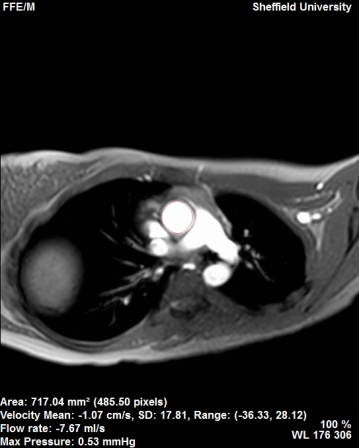 FFE/M
Sheffield University
Area: 717.04 mm² (485.50 pixels)
Velocity Mean: -1.07 cm/s, SD: 17.81, Range: (-36.33, 28.12)
Flow rate: -7.67 ml/s
Max Pressure: 0.53 mmHg
100 %
WL 176 306